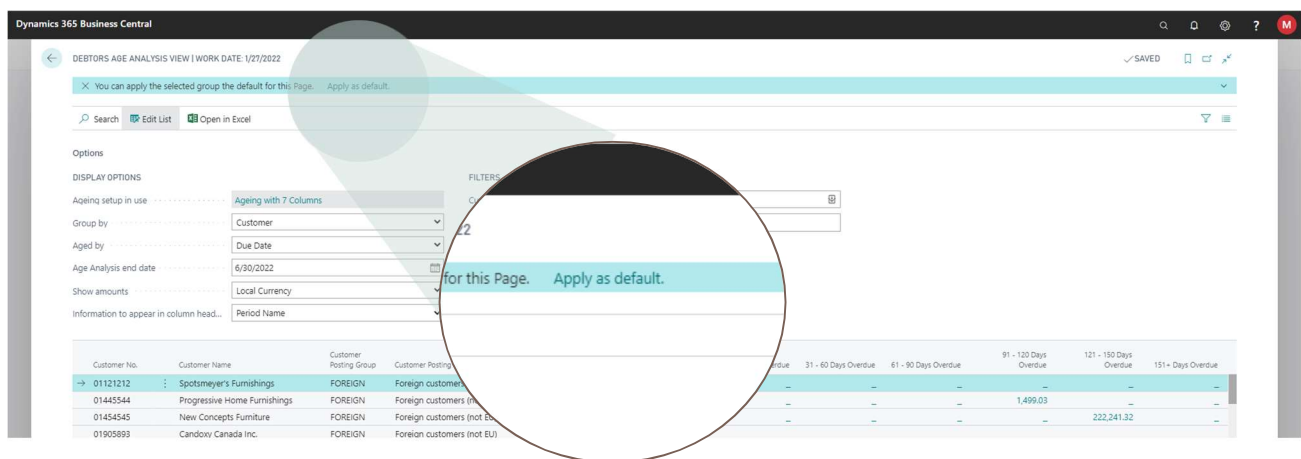 Dynamics 365 Business Central
?
M
DEBTORS AGE ANALYSIS VIEW | WORK DATE: 1/27/2022
SAVED
You can apply the selected group the default for this Page. Apply as default.
Search Edit List Open in Excel
Options
DISPLAY OPTIONS
FILTERS
Ageing setup in use Ageing with 7 Columns
Group by Customer
Aged by Due Date
Age Analysis end date 6/30/2022
Show amounts Local Currency
Information to appear in column head... Period Name
22
for this Page. Apply as default.
Customer No. Customer Name Customer Posting Group Customer Posting 31 - 60 Days Overdue 61 - 90 Days Overdue 91 - 120 Days Overdue 121 - 150 Days Overdue 151+ Days Overdue
01121212 Spotsmeyer's Furnishings FOREIGN Foreign customers _ _ _ _ _ _
01445544 Progressive Home Furnishings FOREIGN Foreign customers _ _ _ 1,499.03 _ _
01454545 New Concepts Furniture FOREIGN Foreign customers (not _ _ _ _ 222,241.32 _
01905893 Candoxy Canada Inc. FOREIGN Foreign customers (not EU)